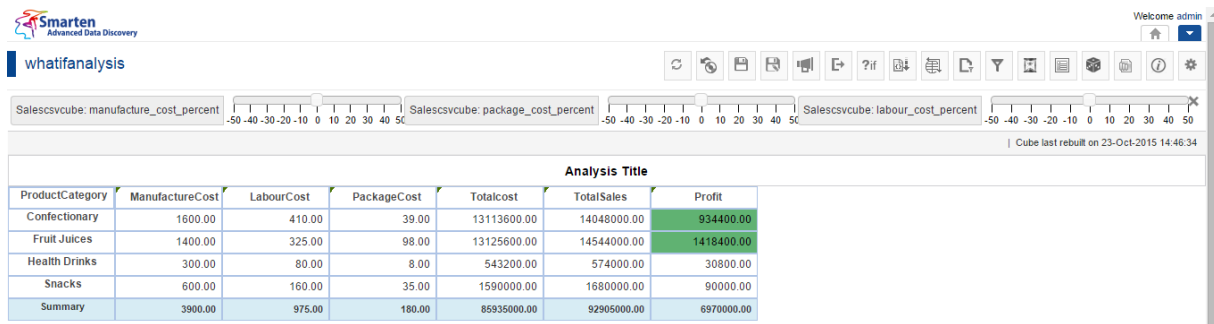 Smarten
Advanced Data Discovery
Welcome admin
whatifanalysis
?if
Salescsvcube: manufacture_cost_percent -50 -40 -30 -20 -10 0 10 20 30 40 50 Salescsvcube: package_cost_percent -50 -40 -30 -20 -10 0 10 20 30 40 50 Salescsvcube: labour_cost_percent -50 -40 -30 -20 -10 0 10 20 30 40 50
| Cube last rebuilt on 23-Oct-2015 14:46:34
Analysis Title
ProductCategory ManufactureCost LabourCost PackageCost Totalcost TotalSales Profit
Confectionary 1600.00 410.00 39.00 13113600.00 14048000.00 934400.00
Fruit Juices 1400.00 325.00 98.00 13125600.00 14544000.00 1418400.00
Health Drinks 300.00 80.00 8.00 543200.00 574000.00 30800.00
Snacks 600.00 160.00 35.00 1590000.00 1680000.00 90000.00
Summary 3900.00 975.00 180.00 85935000.00 92905000.00 6970000.00